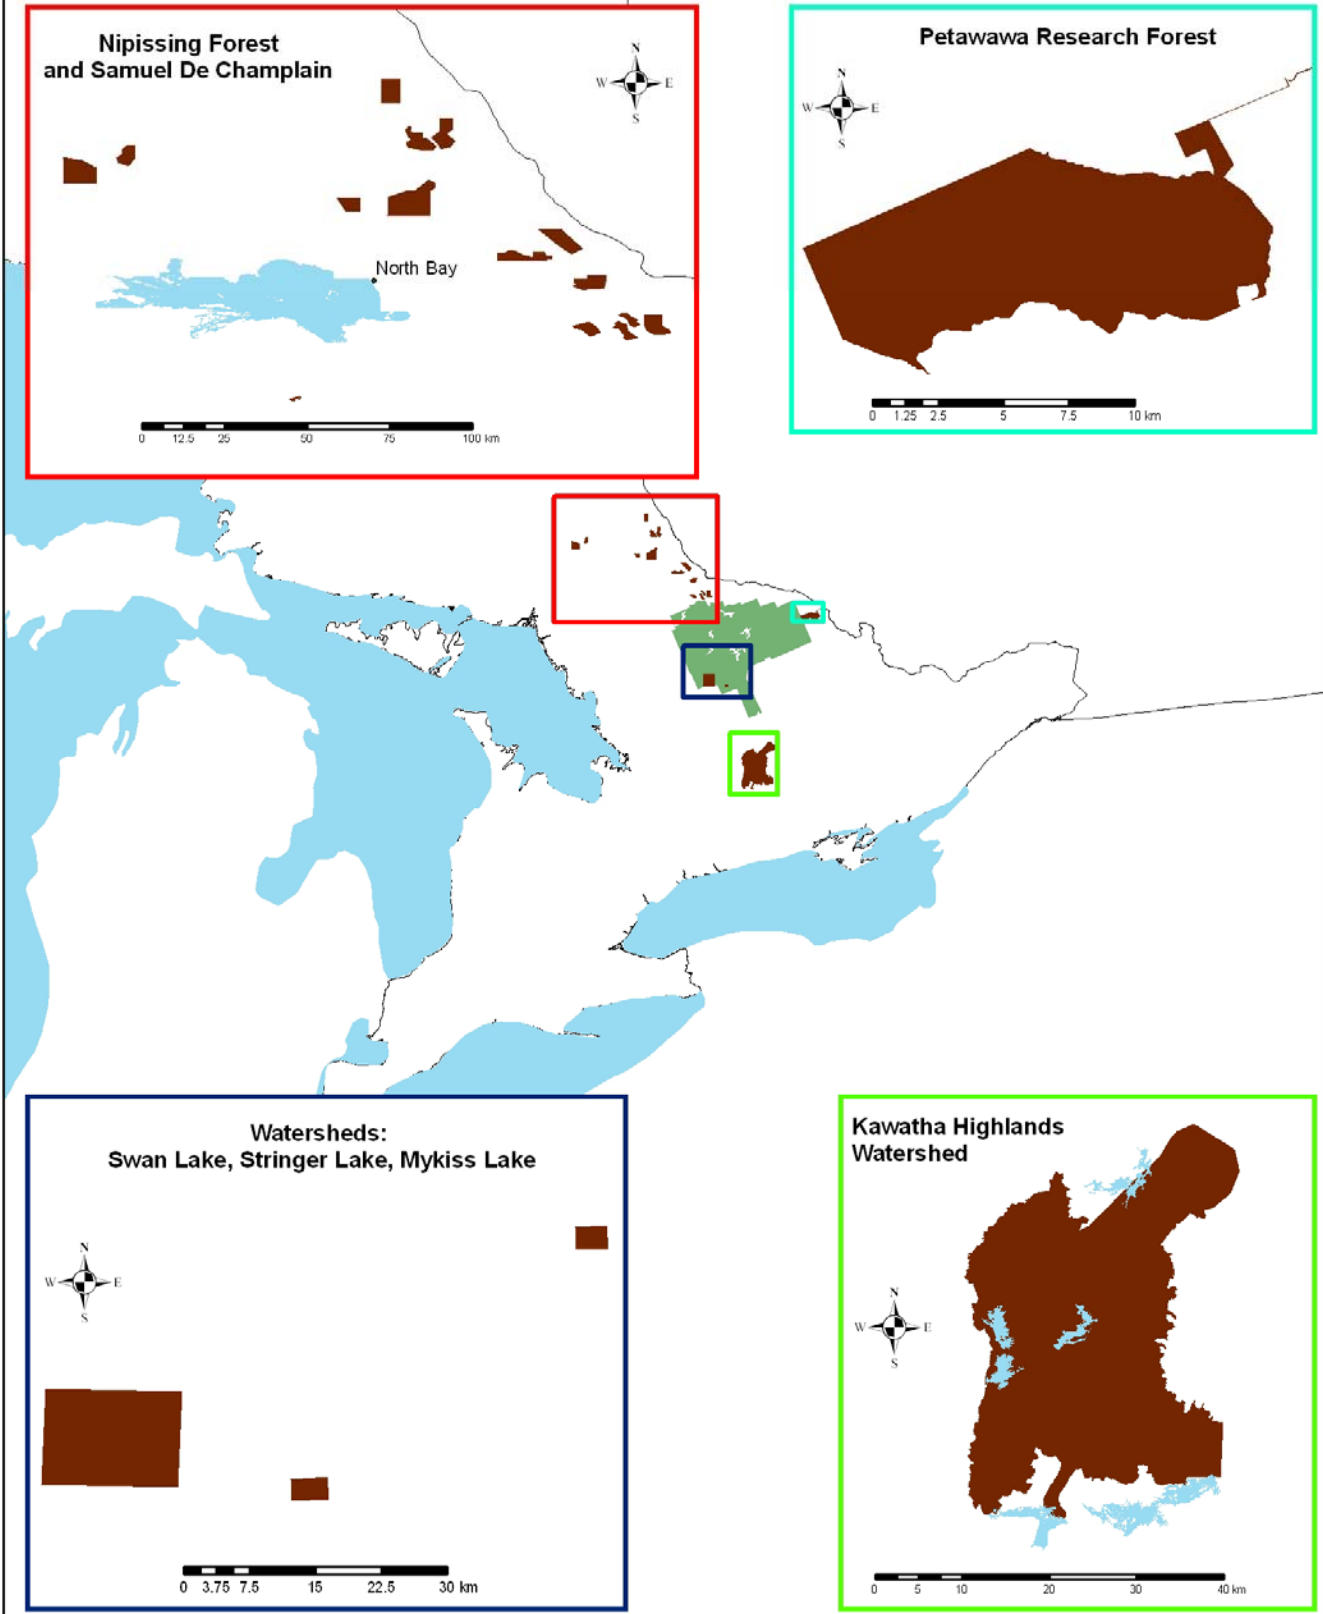 Nipissing Forest
and Samuel De Champlain
N
W E
S
North Bay
0 12.5 25 50 75 100 km
Petawawa Research Forest
N
W E
S
0 1.25 2.5 5 7.5 10 km
Watersheds:
Swan Lake, Stringer Lake, Mykiss Lake
N
W E
S
0 3.75 7.5 15 22.5 30 km
Kawatha Highlands
Watershed
N
W E
S
0 5 10 20 30 40 km